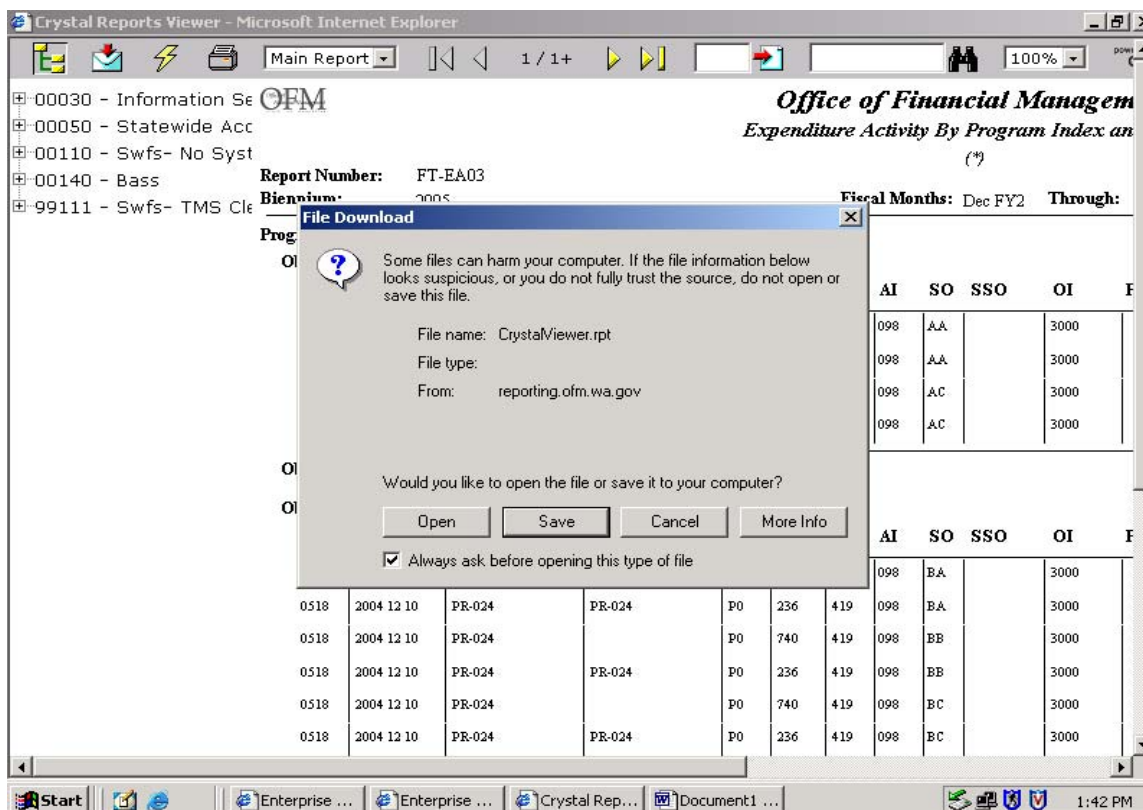 Crystal Reports Viewer - Microsoft Internet Explorer
Main Report 1 / 1+ 100%
00030 - Information Se
00050 - Statewide Acc
00110 - Swfs- No Syst
00140 - Bass
99111 - Swfs- TMS Cle
OFM
Office of Financial Managem
Expenditure Activity By Program Index an
(*)
Report Number: FT-EA03
Biennium: 2005 Fiscal Months: Dec FY2 Through:
Prog
File Download
Some files can harm your computer. If the file information below
looks suspicious, or you do not fully trust the source, do not open or
save this file.
File name: CrystalViewer.rpt
File type:
From: reporting.ofm.wa.gov
Would you like to open the file or save it to your computer?
Open Save Cancel More Info
Always ask before opening this type of file
AI SO SSO OI
098 AA 3000
098 AA 3000
098 AC 3000
098 AC 3000
AI SO SSO OI
098 BA 3000
0518 2004 12 10 PR-024 PR-024 P0 236 419 098 BA 3000
0518 2004 12 10 PR-024 P0 740 419 098 BB 3000
0518 2004 12 10 PR-024 PR-024 P0 236 419 098 BB 3000
0518 2004 12 10 PR-024 P0 740 419 098 BC 3000
0518 2004 12 10 PR-024 PR-024 P0 236 419 098 BC 3000
Start Enterprise ... Enterprise ... Crystal Rep... Document1 ... 1:42 PM